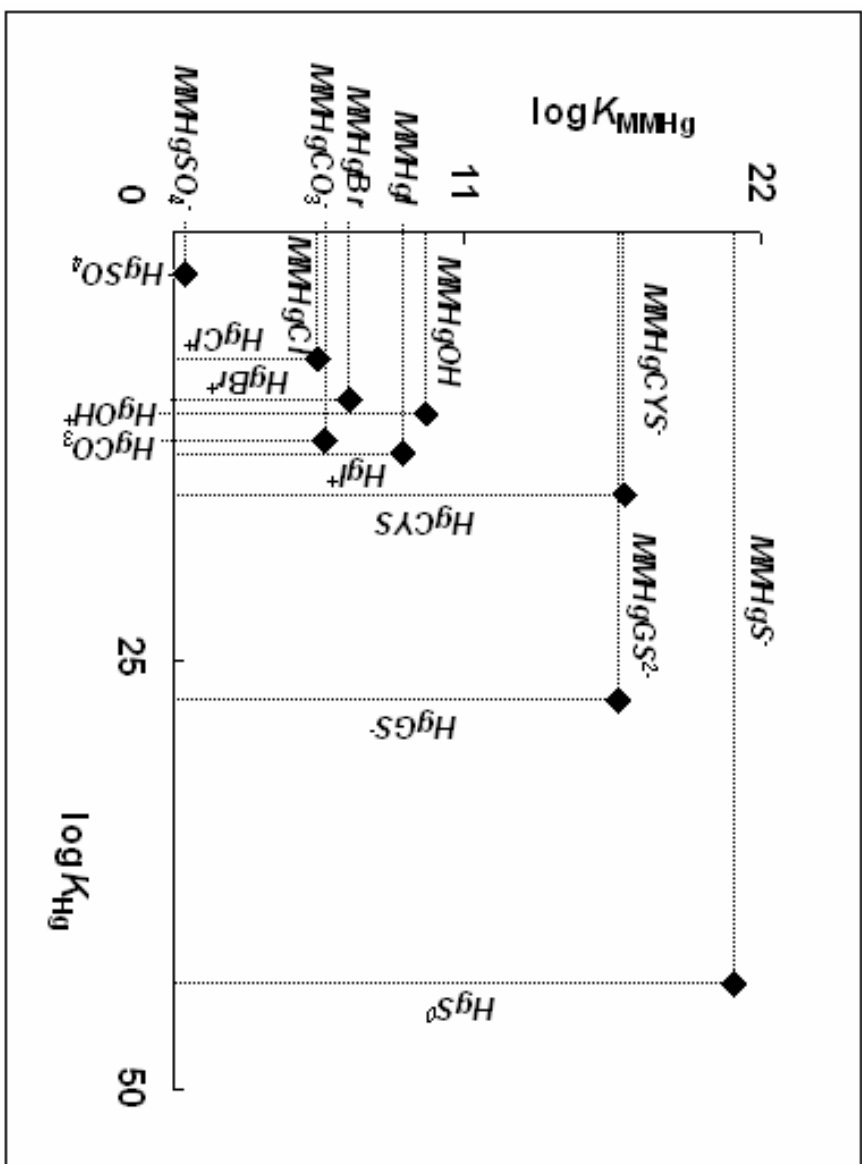 log K_MMHg
22
11
0
MMHgS⁻
MMHgCYS⁻
MMHgGS²⁻
MMHgOH
MMHgI
MMHgBr
MMHgCO₃⁻
MMHgCl
MMHgSO₄⁻
HgSO₄
HgCl⁺
HgBr⁺
HgOH⁺
HgCO₃
HgI⁺
HgCYS
HgGS⁻
HgS⁰
25
50
log K_Hg